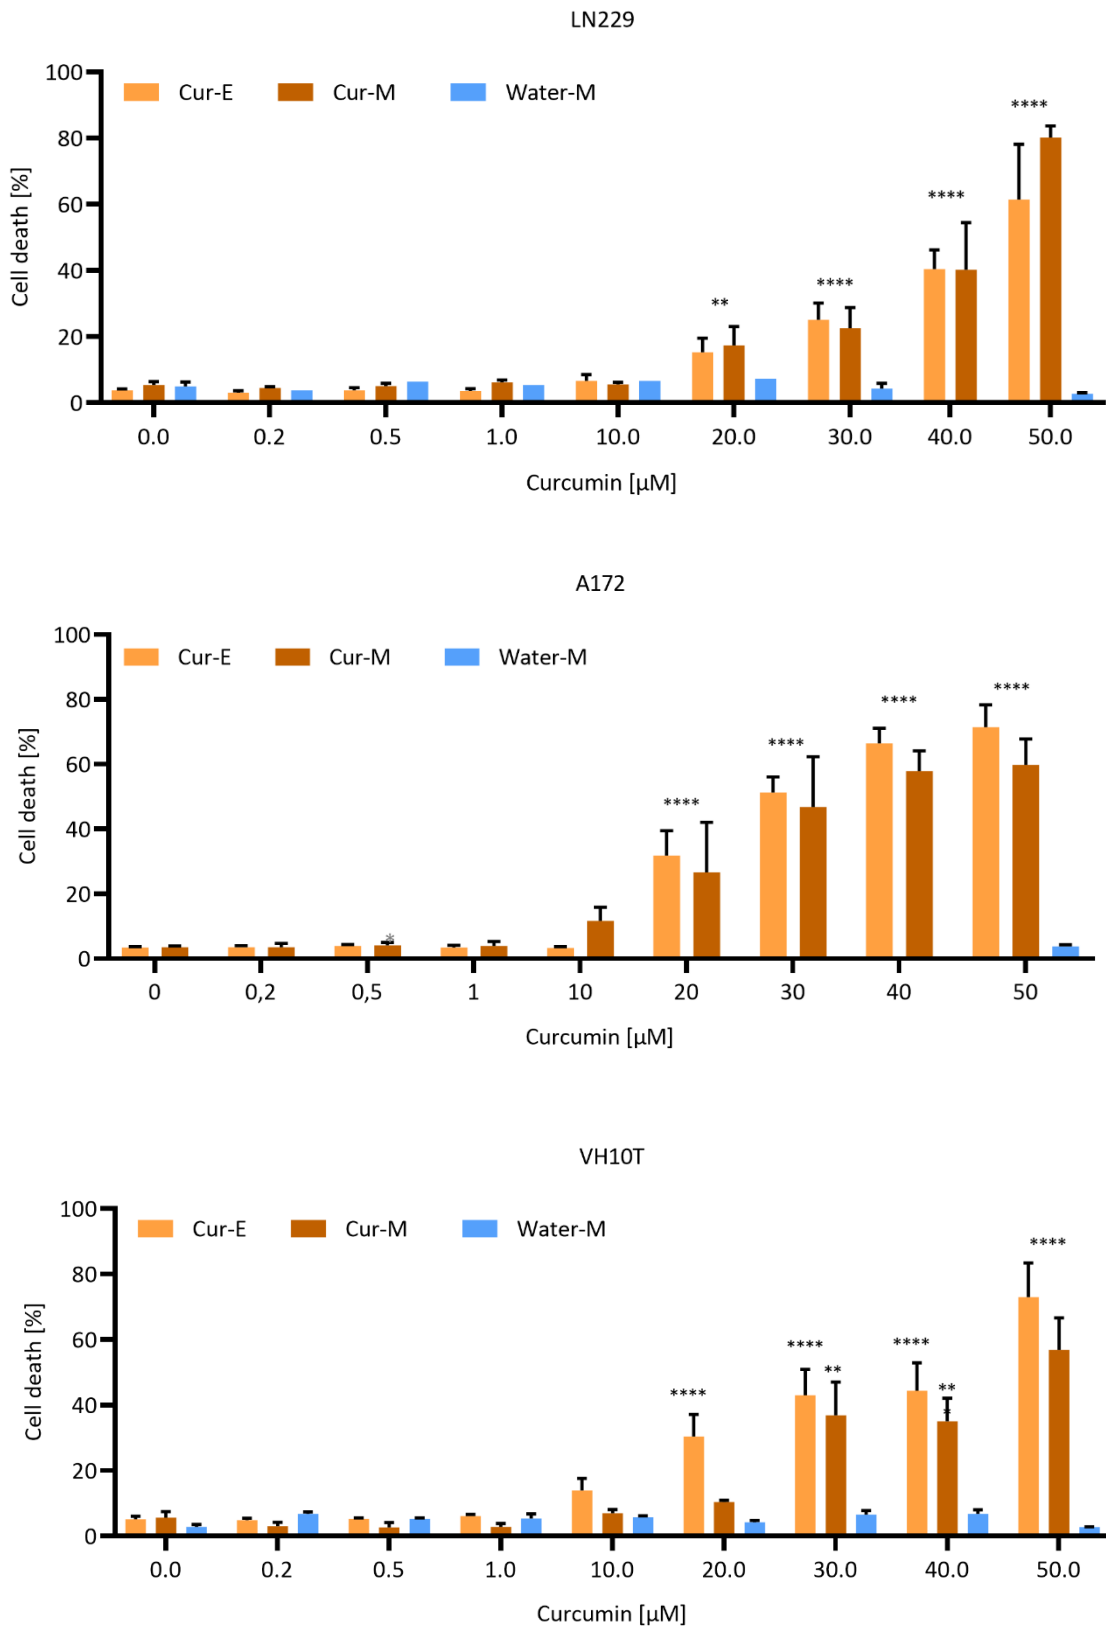 LN229
100
Cur-E Cur-M Water-M
****
80
60
****
40
****
**
20
0
Cell death [%]
0.0 0.2 0.5 1.0 10.0 20.0 30.0 40.0 50.0
Curcumin [µM]
A172
100
Cur-E Cur-M Water-M
80
**** ****
****
60
****
40
20
*
0
Cell death [%]
0 0,2 0,5 1 10 20 30 40 50
Curcumin [µM]
VH10T
100
Cur-E Cur-M Water-M
****
80
60
**** ****
** **
****
40
*
20
0
Cell death [%]
0.0 0.2 0.5 1.0 10.0 20.0 30.0 40.0 50.0
Curcumin [µM]